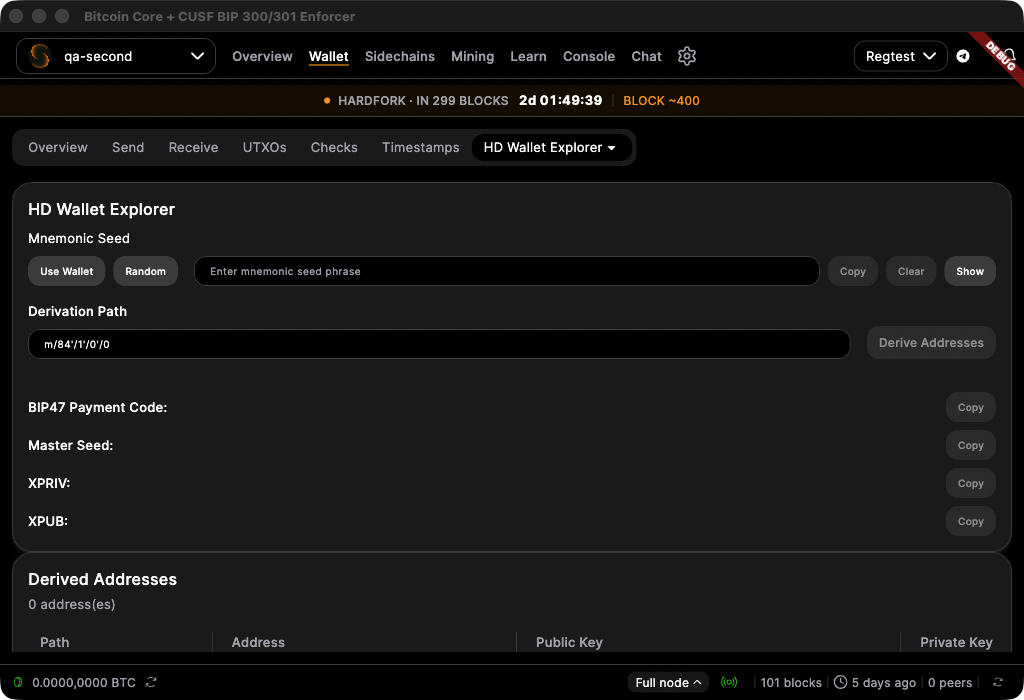 Bitcoin Core + CUSF BIP 300/301 Enforcer
qa-second
Overview Wallet Sidechains Mining Learn Console Chat
Regtest
DEBUG
HARDFORK · IN 299 BLOCKS 2d 01:49:39 BLOCK ~400
Overview Send Receive UTXOs Checks Timestamps HD Wallet Explorer
HD Wallet Explorer
Mnemonic Seed
Use Wallet Random Enter mnemonic seed phrase Copy Clear Show
Derivation Path
m/84'/1'/0'/0 Derive Addresses
BIP47 Payment Code: Copy
Master Seed: Copy
XPRIV: Copy
XPUB: Copy
Derived Addresses
0 address(es)
Path Address Public Key Private Key
0.0000,0000 BTC Full node 101 blocks 5 days ago 0 peers